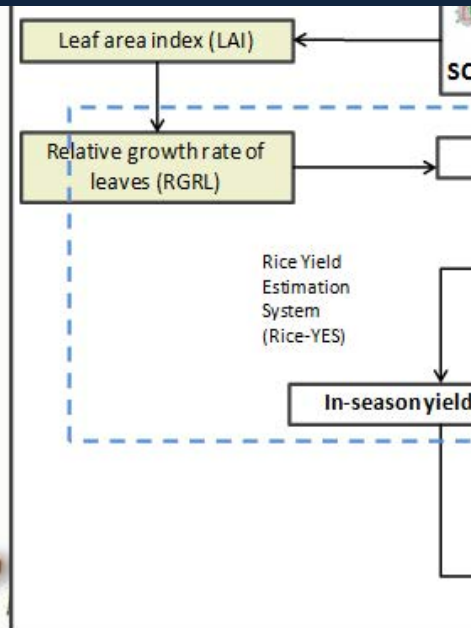 Leaf area index (LAI)
SC
Relative growth rate of
leaves (RGRL)
Rice Yield
Estimation
System
(Rice-YES)
In-season yield